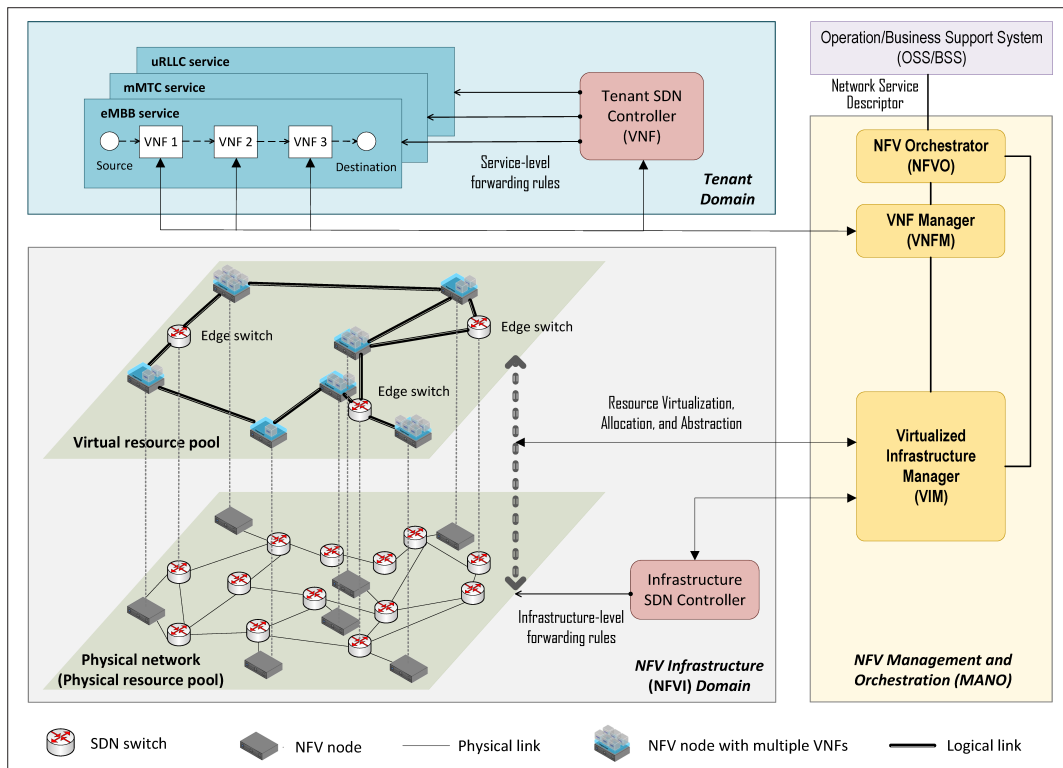 Operation/Business Support System
(OSS/BSS)
Network Service
Descriptor
uRLLC service
mMTC service
eMBB service
VNF 1
VNF 2
VNF 3
Source
Destination
Tenant SDN
Controller
(VNF)
Service-level
forwarding rules
Tenant
Domain
NFV Orchestrator
(NFVO)
VNF Manager
(VNFM)
Edge switch
Edge switch
Edge switch
Virtual resource pool
Resource Virtualization,
Allocation, and Abstraction
Virtualized
Infrastructure
Manager
(VIM)
Infrastructure
SDN Controller
Infrastructure-level
forwarding rules
Physical network
(Physical resource pool)
NFV Infrastructure
(NFVI) Domain
NFV Management and
Orchestration (MANO)
SDN switch
NFV node
Physical link
NFV node with multiple VNFs
Logical link